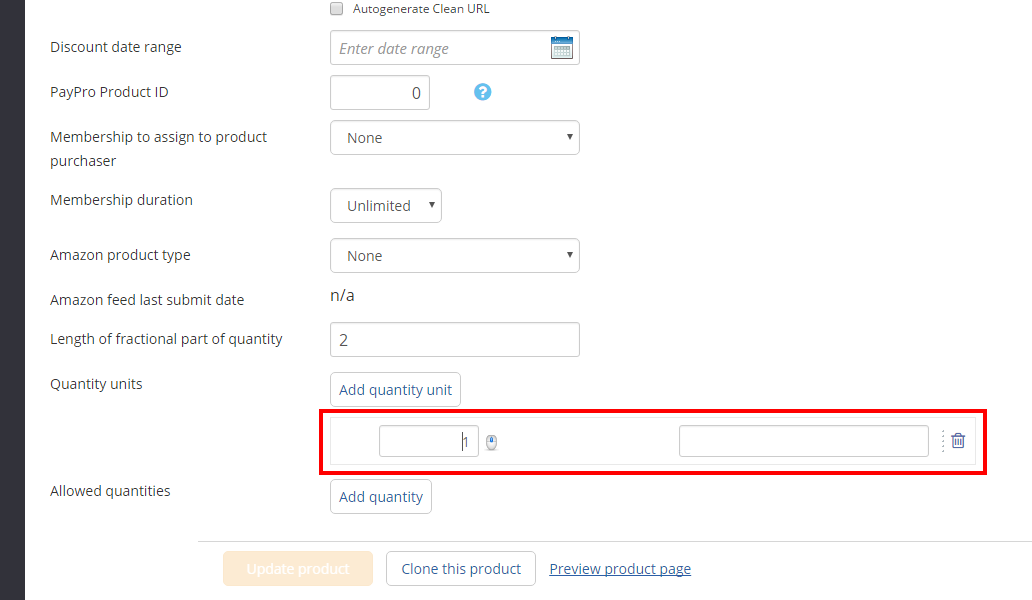 Autogenerate Clean URL
Discount date range
Enter date range
PayPro Product ID
0
?
Membership to assign to product
purchaser
None
Membership duration
Unlimited
Amazon product type
None
Amazon feed last submit date
n/a
Length of fractional part of quantity
2
Quantity units
Add quantity unit
1
Allowed quantities
Add quantity
Update product
Clone this product
Preview product page